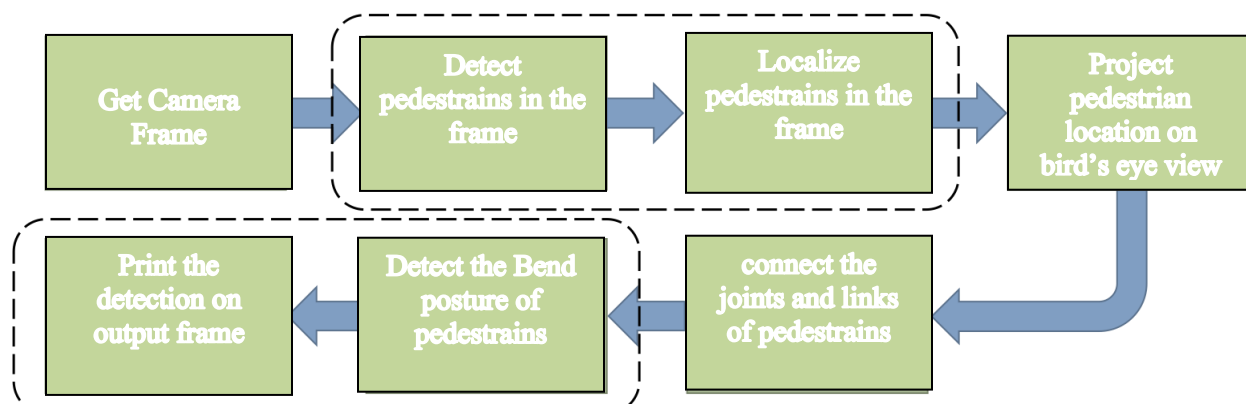 Get Camera
Frame
Detect
pedestrains in the
frame
Localize
pedestrains in the
frame
Project
pedestrian
location on
bird’s eye view
connect the
joints and links
of pedestrains
Detect the Bend
posture of
pedestrains
Print the
detection on
output frame